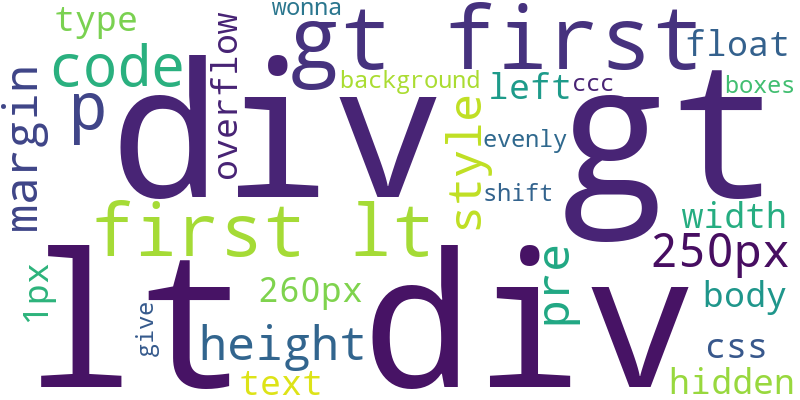 wonna
type
gt first
float
code
overflow
background
left
ccc
boxes
p
div
gt
margin
style
evenly
shift
first lt
width
250px
lt div
pre
1px
260px
body
give
height
css
text
hidden